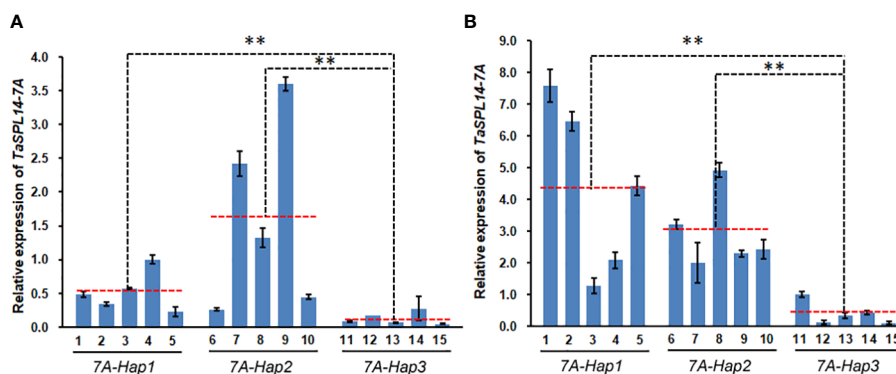 A
Relative expression of TaSPL14-7A
4.0
3.5
3.0
2.5
2.0
1.5
1.0
0.5
0.0
**
**
1 2 3 4 5 6 7 8 9 10 11 12 13 14 15
7A-Hap1 7A-Hap2 7A-Hap3
B
Relative expression of TaSPL14-7A
9.0
8.0
7.0
6.0
5.0
4.0
3.0
2.0
1.0
0.0
**
**
1 2 3 4 5 6 7 8 9 10 11 12 13 14 15
7A-Hap1 7A-Hap2 7A-Hap3